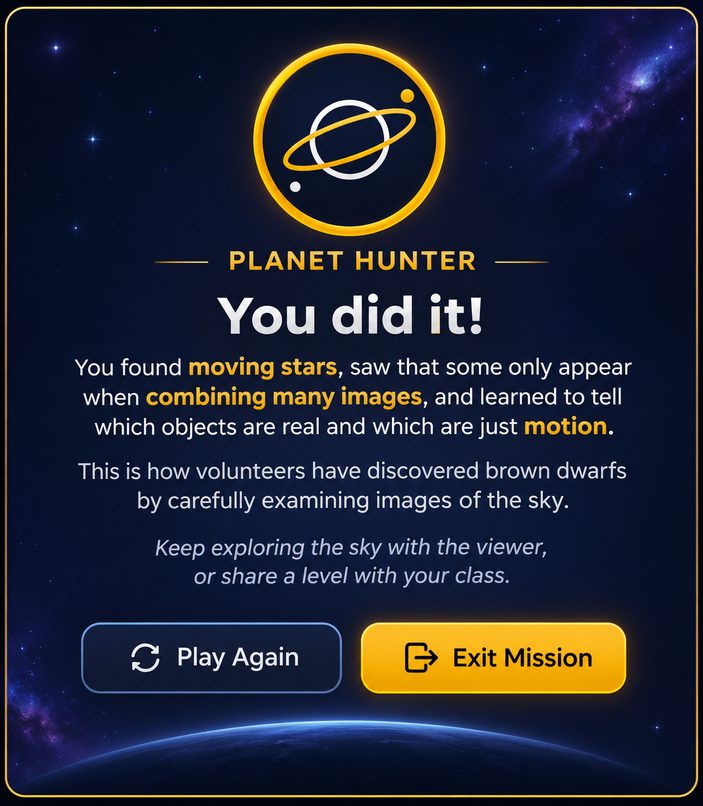 PLANET HUNTER
You did it!
You found moving stars, saw that some only appear
when combining many images, and learned to tell
which objects are real and which are just motion.
This is how volunteers have discovered brown dwarfs
by carefully examining images of the sky.
Keep exploring the sky with the viewer,
or share a level with your class.
Play Again
Exit Mission